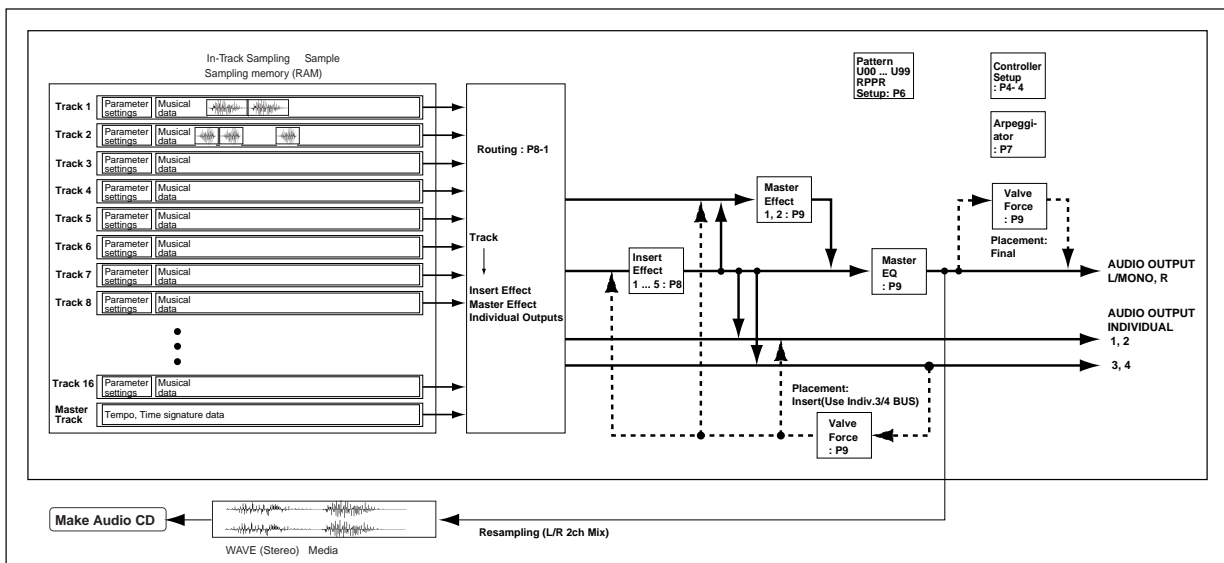 In-Track Sampling Sample
Sampling memory (RAM)
Track 1
Parameter
settings
Musical
data
Track 2
Parameter
settings
Musical
data
Track 3
Parameter
settings
Musical
data
Track 4
Parameter
settings
Musical
data
Track 5
Parameter
settings
Musical
data
Track 6
Parameter
settings
Musical
data
Track 7
Parameter
settings
Musical
data
Track 8
Parameter
settings
Musical
data
Track 16
Parameter
settings
Musical
data
Master
Track
Tempo, Time signature data
Routing : P8-1
Track
Insert Effect
Master Effect
Individual Outputs
Pattern
U00 ... U99
RPPR
Setup: P6
Controller
Setup
: P4- 4
Arpeggi-
ator
: P7
Master
Effect
1, 2 : P9
Insert
Effect
1 ... 5 : P8
Master
EQ
: P9
Valve
Force
: P9
Placement:
Final
AUDIO OUTPUT
L/MONO, R
AUDIO OUTPUT
INDIVIDUAL
1, 2
3, 4
Placement:
Insert(Use Indiv.3/4 BUS)
Valve
Force
: P9
Make Audio CD
WAVE (Stereo) Media
Resampling (L/R 2ch Mix)